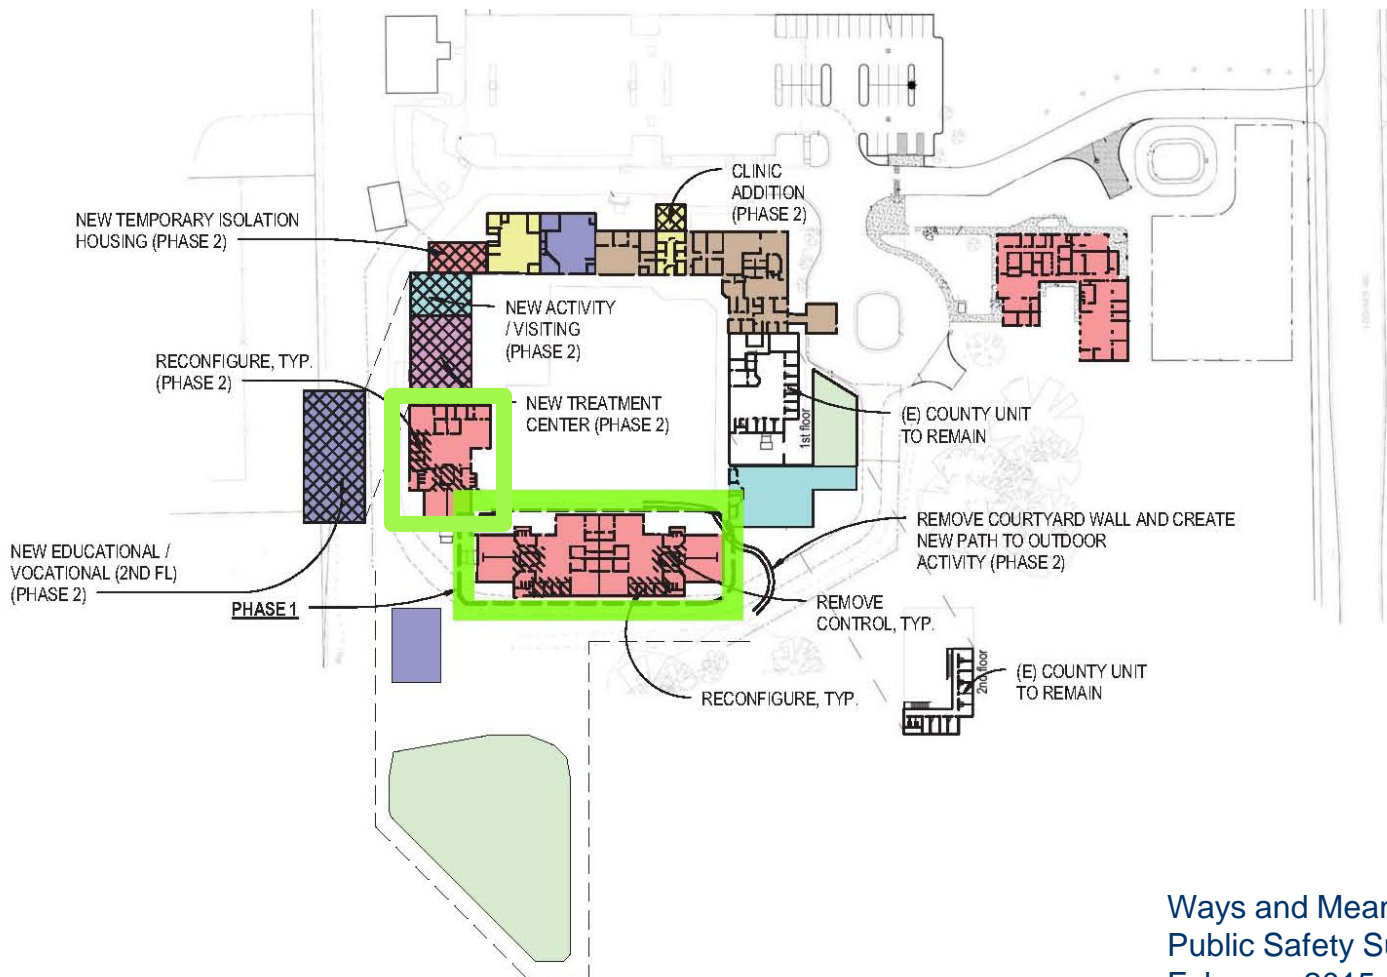 CLINIC
ADDITION
(PHASE 2)
NEW TEMPORARY ISOLATION
HOUSING (PHASE 2)
NEW ACTIVITY
/ VISITING
(PHASE 2)
RECONFIGURE, TYP.
(PHASE 2)
NEW TREATMENT
CENTER (PHASE 2)
1st floor
(E) COUNTY UNIT
TO REMAIN
NEW EDUCATIONAL /
VOCATIONAL (2ND FL)
(PHASE 2)
REMOVE COURTYARD WALL AND CREATE
NEW PATH TO OUTDOOR
ACTIVITY (PHASE 2)
PHASE 1
REMOVE
CONTROL, TYP.
RECONFIGURE, TYP.
2nd floor
(E) COUNTY UNIT
TO REMAIN
Ways and Mean
Public Safety Su